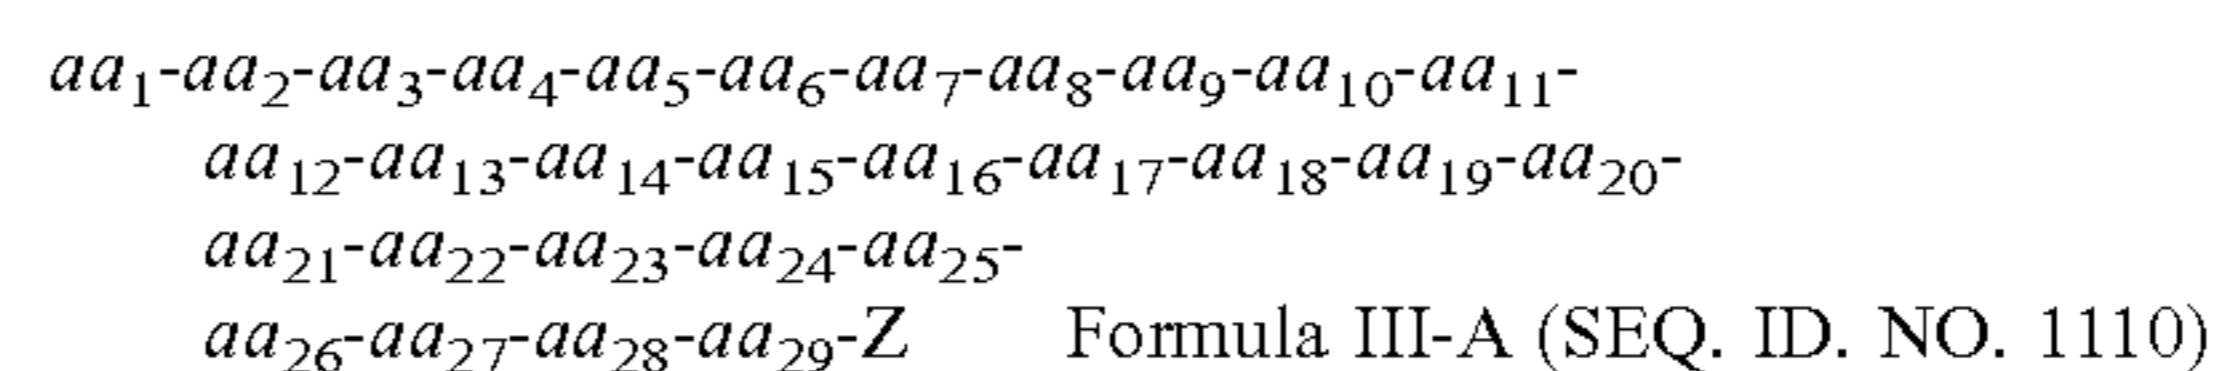 aa₁-aa₂-aa₃-aa₄-aa₅-aa₆-aa₇-aa₈-aa₉-aa₁₀-aa₁₁-
aa₁₂-aa₁₃-aa₁₄-aa₁₅-aa₁₆-aa₁₇-aa₁₈-aa₁₉-aa₂₀-
aa₂₁-aa₂₂-aa₂₃-aa₂₄-aa₂₅-
aa₂₆-aa₂₇-aa₂₈-aa₂₉-Z Formula III-A (SEQ. ID. NO. 1110)